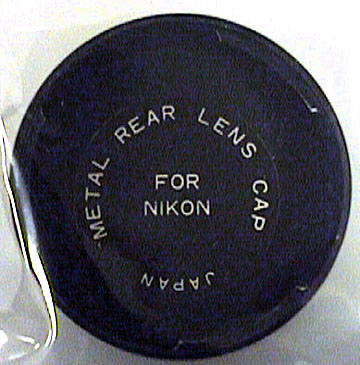 METAL REAR LENS CAP
FOR
NIKON
JAPAN